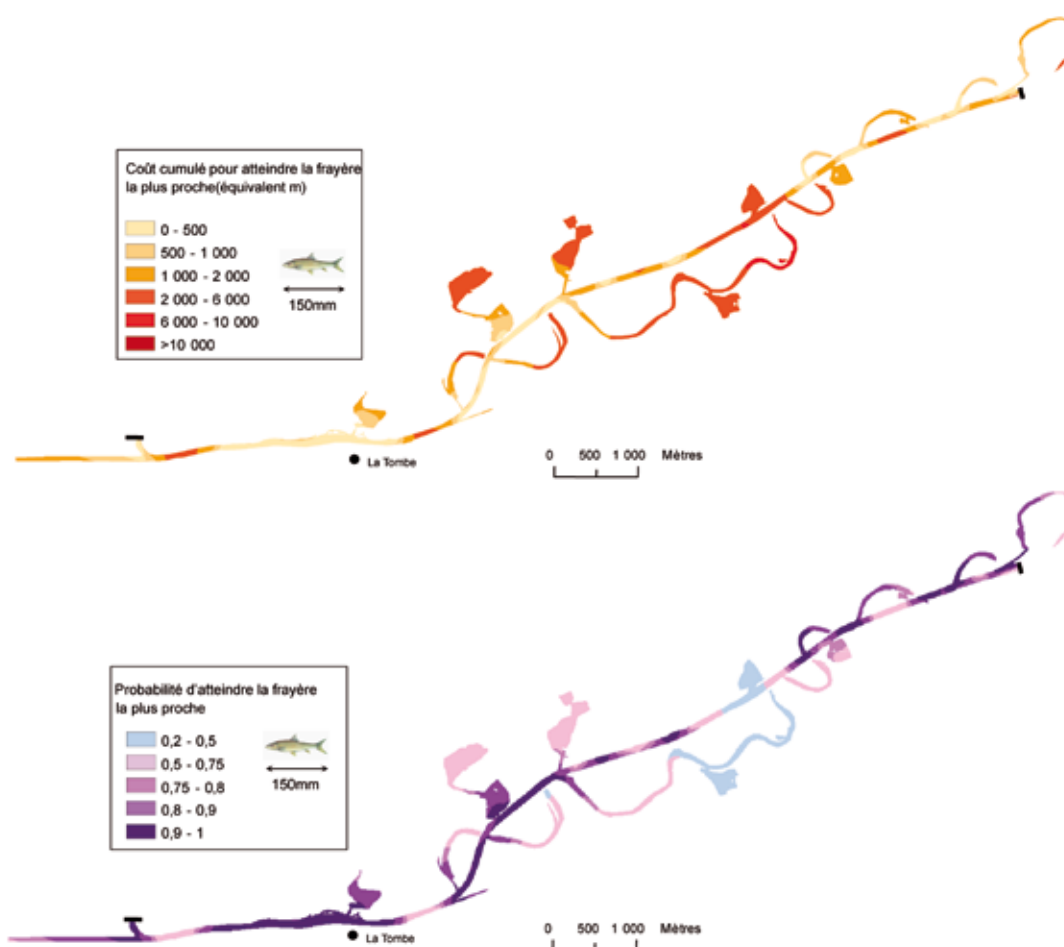 Coût cumulé pour atteindre la frayère
la plus proche(équivalent m)
0 - 500
500 - 1 000
1 000 - 2 000
2 000 - 6 000
6 000 - 10 000
>10 000
150mm
La Tombe
0 500 1 000 Mètres
Probabilité d'atteindre la frayère
la plus proche
0,2 - 0,5
0,5 - 0,75
0,75 - 0,8
0,8 - 0,9
0,9 - 1
150mm
La Tombe
0 500 1 000 Mètres